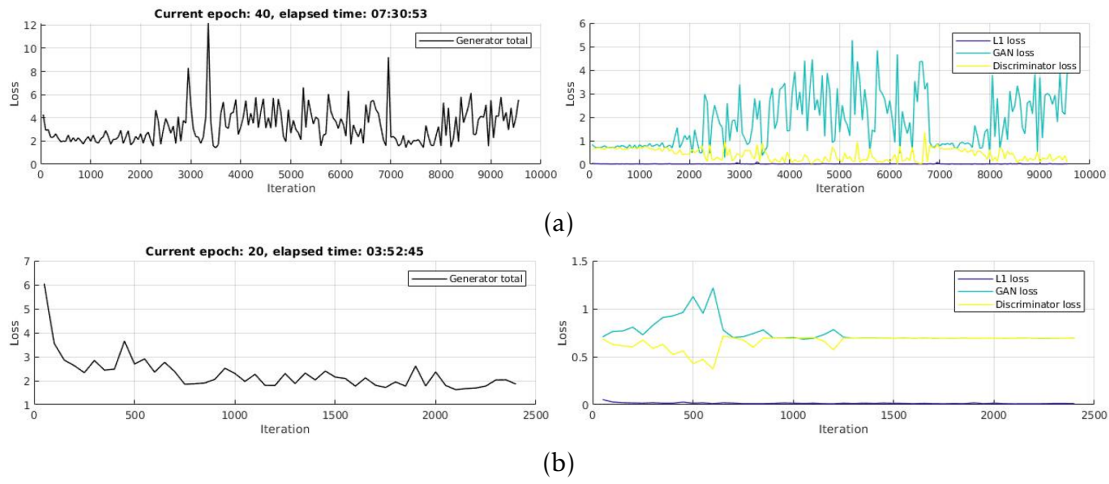 Current epoch: 40, elapsed time: 07:30:53
12
10
8
6
4
2
0
Loss
0 1000 2000 3000 4000 5000 6000 7000 8000 9000 10000
Iteration
Generator total
6
5
4
3
2
1
0
Loss
0 1000 2000 3000 4000 5000 6000 7000 8000 9000 10000
Iteration
L1 loss
GAN loss
Discriminator loss
(a)
Current epoch: 20, elapsed time: 03:52:45
7
6
5
4
3
2
1
Loss
0 500 1000 1500 2000 2500
Iteration
Generator total
1.5
1
0.5
0
Loss
0 500 1000 1500 2000 2500
Iteration
L1 loss
GAN loss
Discriminator loss
(b)